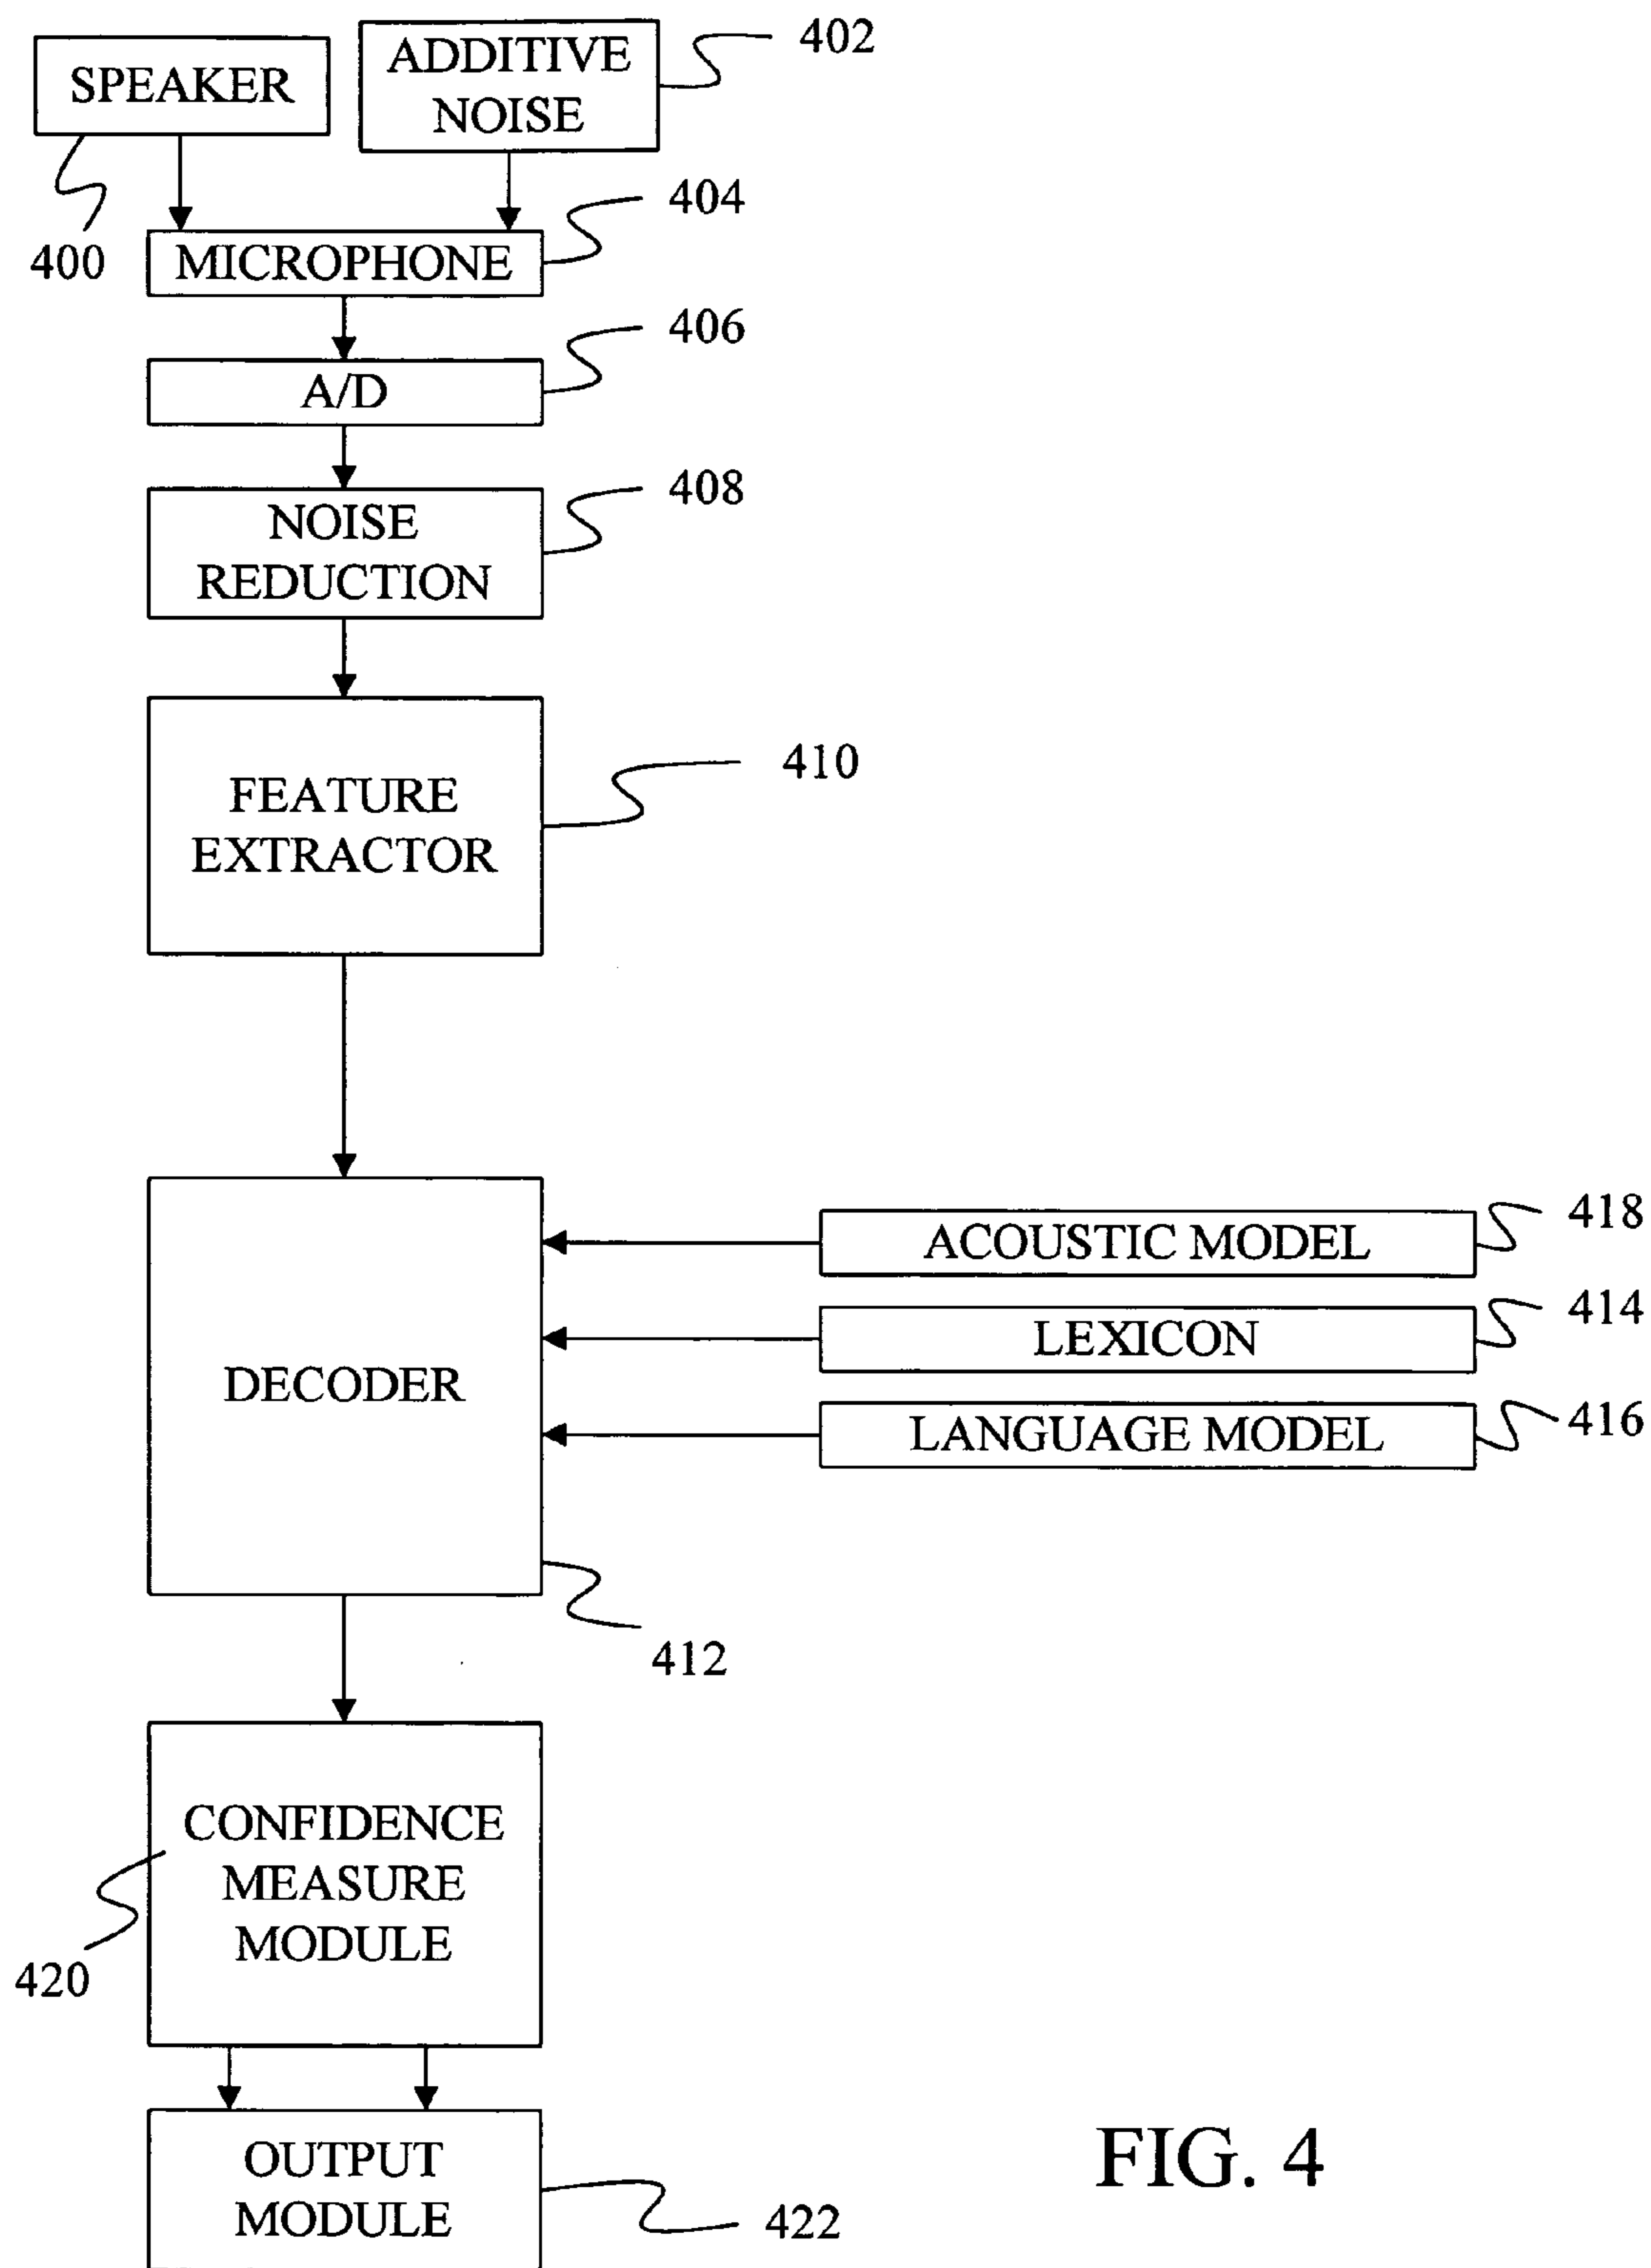 SPEAKER
ADDITIVE
NOISE
402
400
404
MICROPHONE
406
A/D
408
NOISE
REDUCTION
410
FEATURE
EXTRACTOR
418
ACOUSTIC MODEL
414
LEXICON
DECODER
416
LANGUAGE MODEL
412
CONFIDENCE
MEASURE
MODULE
420
OUTPUT
MODULE
422
FIG. 4